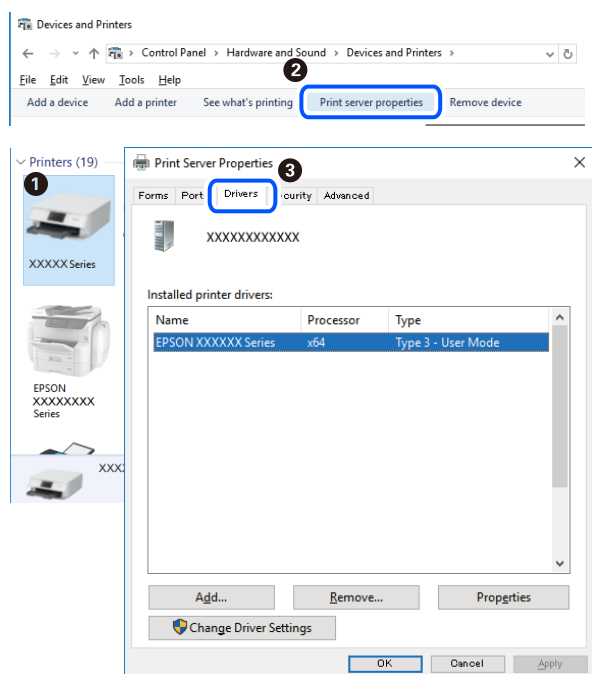 Devices and Printers
Control Panel > Hardware and Sound > Devices and Printers >
2
File Edit View Tools Help
Add a device Add a printer See what's printing Print server properties Remove device
Printers (19)
1
XXXXX Series
EPSON
XXXXXXXX
Series
XXX
Print Server Properties
3
Forms Port Drivers curity Advanced
XXXXXXXXXXXX
Installed printer drivers:
Name Processor Type
EPSON XXXXXX Series x64 Type 3 - User Mode
Add... Remove... Properties
Change Driver Settings
OK Cancel Apply